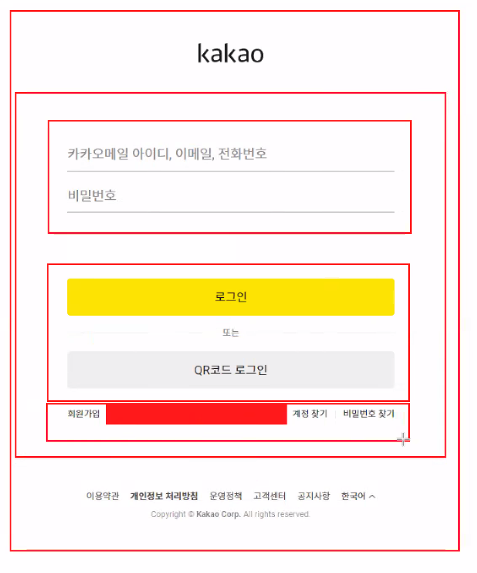 kakao
카카오메일 아이디, 이메일, 전화번호
비밀번호
로그인
또는
QR코드 로그인
회원가입 계정 찾기 비밀번호 찾기
이용약관 개인정보 처리방침 운영정책 고객센터 공지사항 한국어
Copyright © Kakao Corp. All rights reserved.